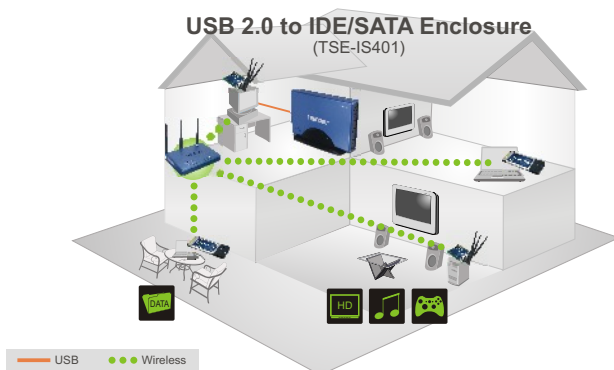 USB 2.0 to IDE/SATA Enclosure
(TSE-IS401)
DATA
HD
USB
Wireless